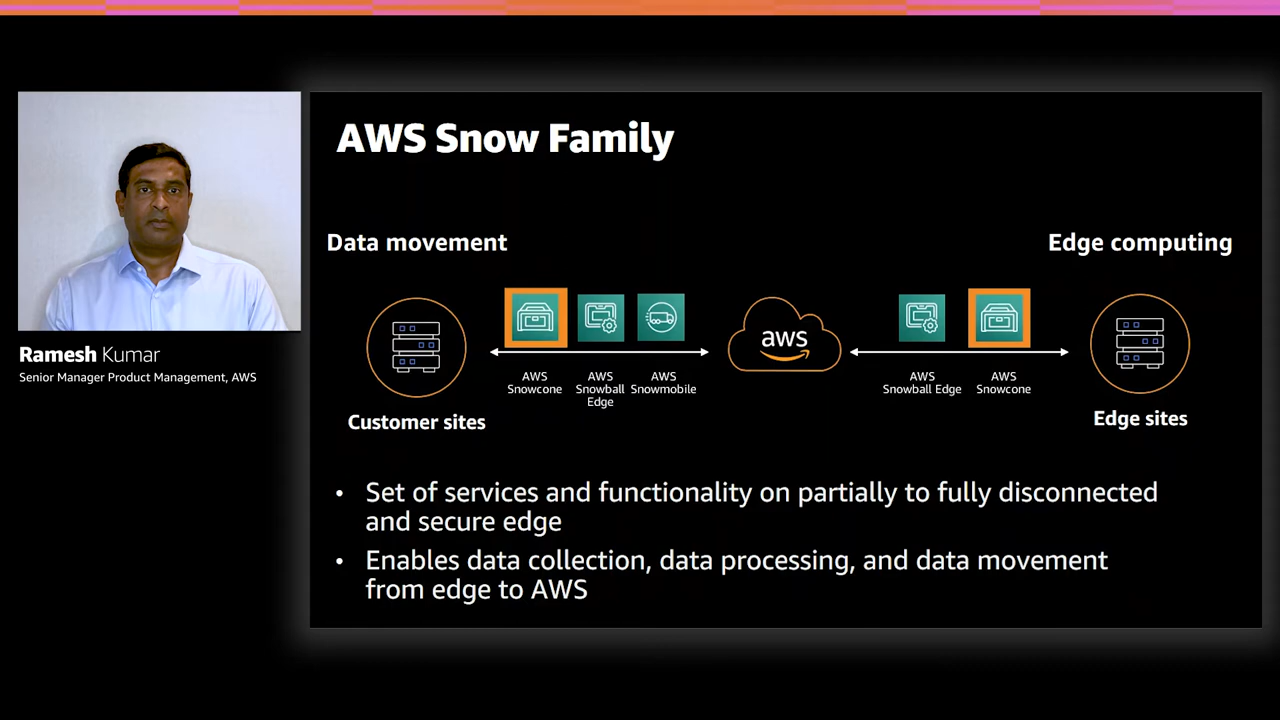 AWS Snow Family
Data movement
Edge computing
aws
AWS
Snowcone
AWS
Snowball
Edge
AWS
Snowmobile
AWS
Snowball Edge
AWS
Snowcone
Customer sites
Edge sites
• Set of services and functionality on partially to fully disconnected
and secure edge
• Enables data collection, data processing, and data movement
from edge to AWS
Ramesh Kumar
Senior Manager Product Management, AWS